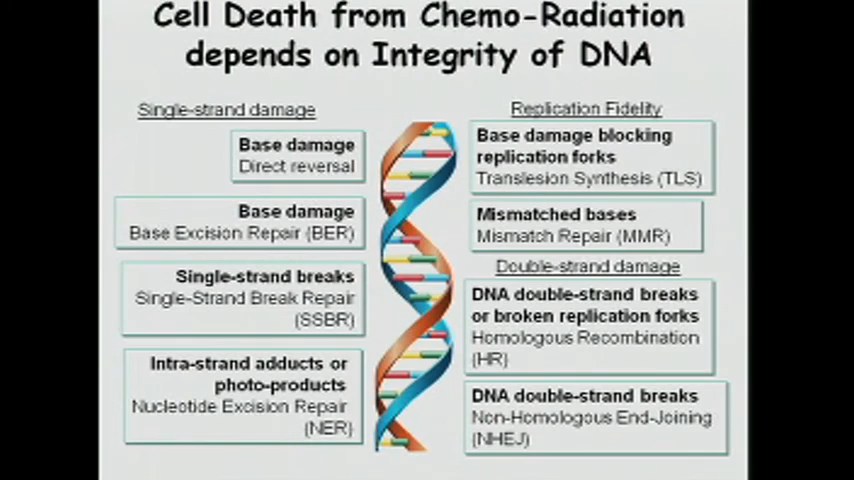 Cell Death from Chemo-Radiation
depends on Integrity of DNA
Single-strand damage
Base damage
Direct reversal
Base damage
Base Excision Repair (BER)
Single-strand breaks
Single-Strand Break Repair
(SSBR)
Intra-strand adducts or
photo-products
Nucleotide Excision Repair
(NER)
Replication Fidelity
Base damage blocking
replication forks
Translesion Synthesis (TLS)
Mismatched bases
Mismatch Repair (MMR)
Double-strand damage
DNA double-strand breaks
or broken replication forks
Homologous Recombination
(HR)
DNA double-strand breaks
Non-Homologous End-Joining
(NHEJ)